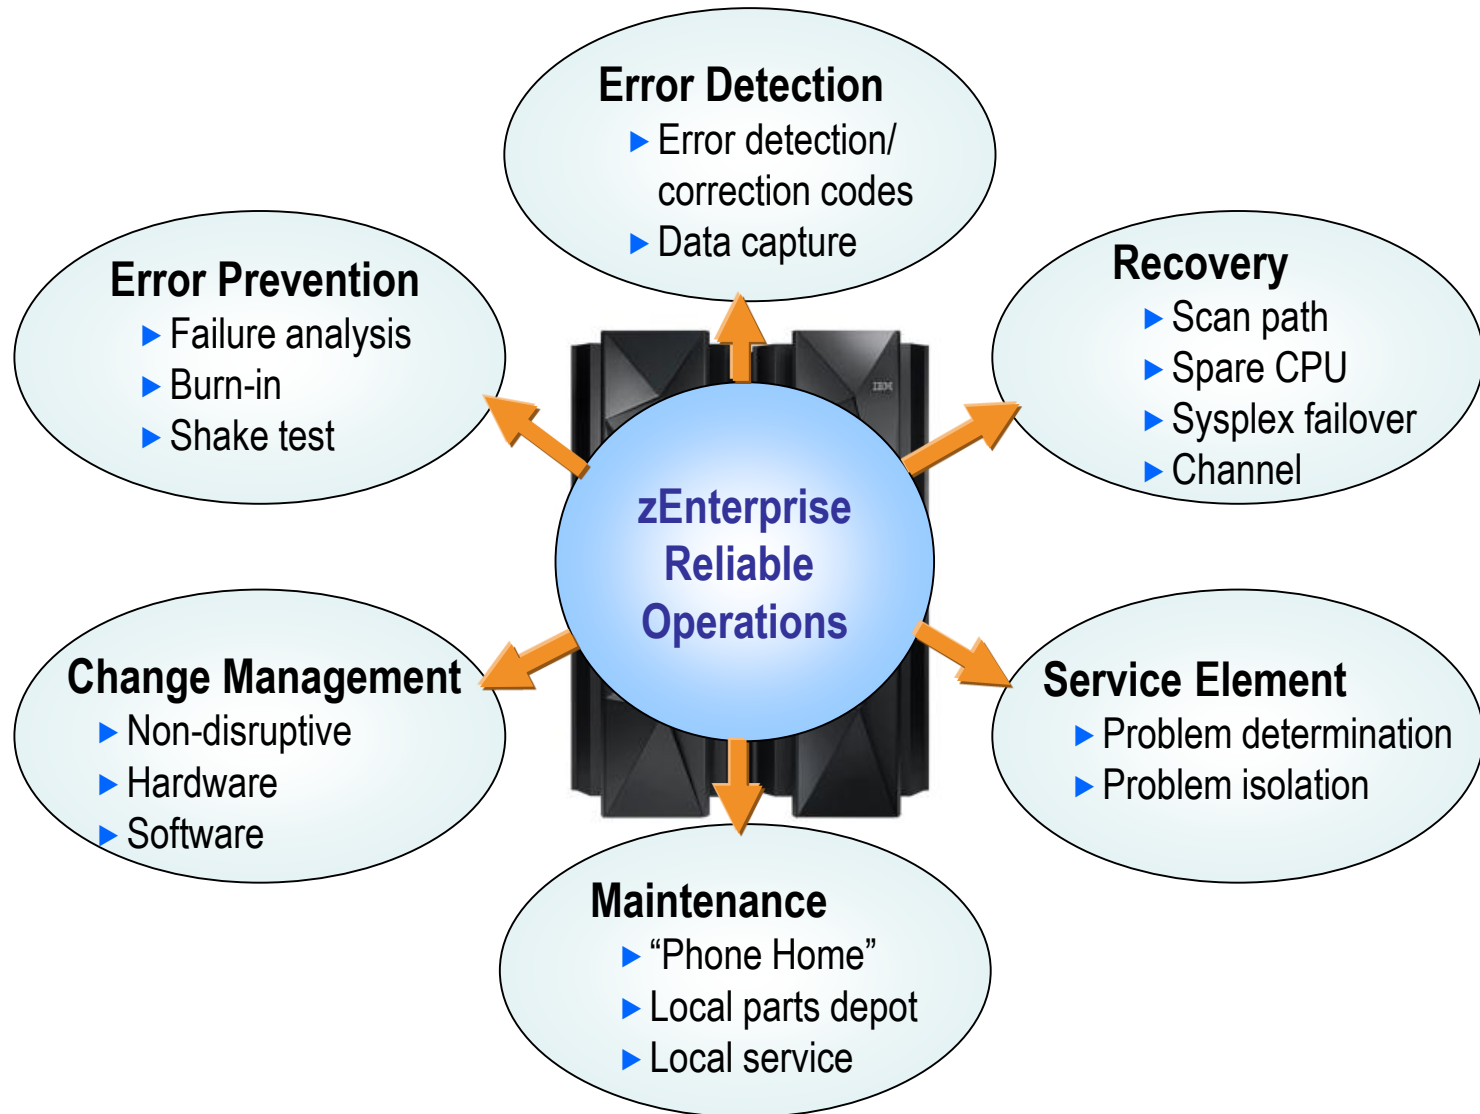 Error Detection
Error detection/
correction codes
Data capture
Error Prevention
Failure analysis
Burn-in
Shake test
Recovery
Scan path
Spare CPU
Sysplex failover
Channel
IBM
zEnterprise
Reliable
Operations
Change Management
Non-disruptive
Hardware
Software
Service Element
Problem determination
Problem isolation
Maintenance
“Phone Home”
Local parts depot
Local service